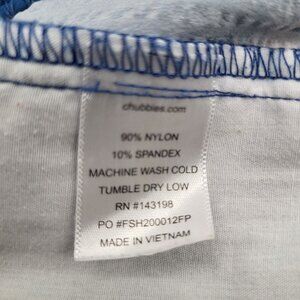 chubbies.com
90% NYLON
10% SPANDEX
MACHINE WASH COLD
TUMBLE DRY LOW
RN #143198
PO #FSH200012FP
MADE IN VIETNAM